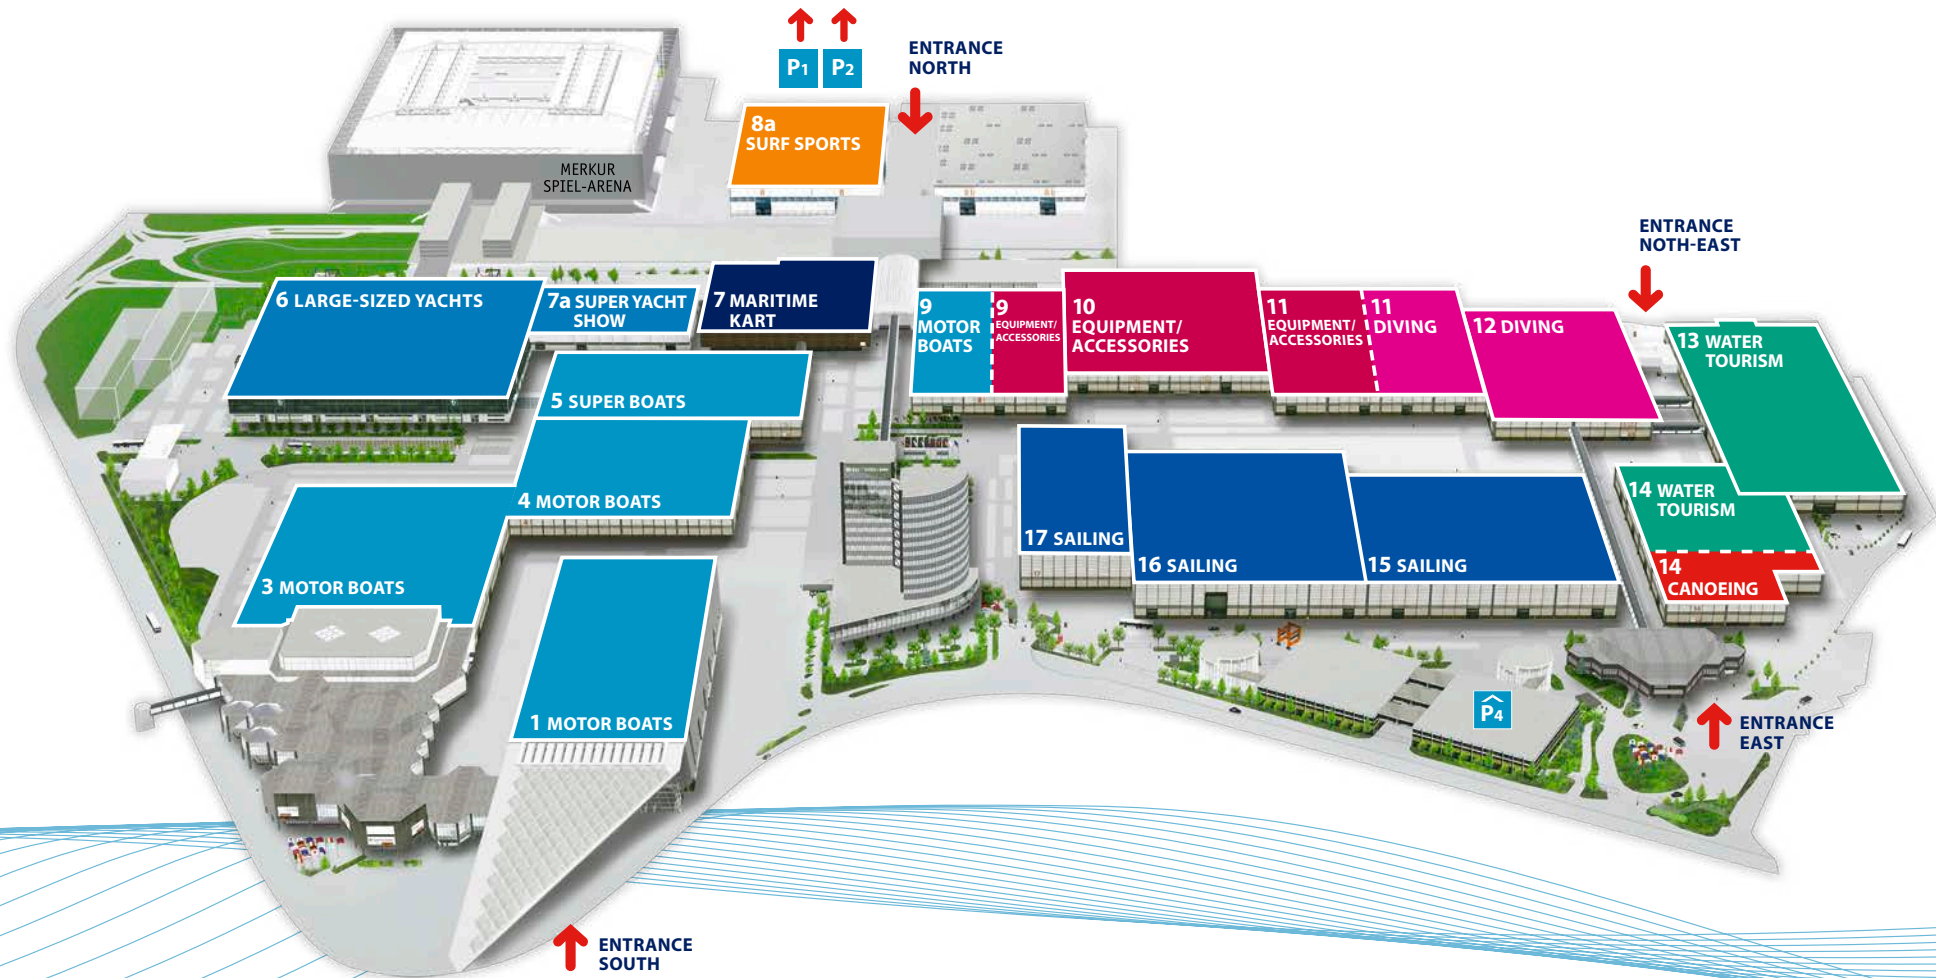 P1 P2
ENTRANCE
NORTH
8a
SURF SPORTS
MERKUR
SPIEL-ARENA
ENTRANCE
NOTH-EAST
6 LARGE-SIZED YACHTS
7a SUPER YACHT
SHOW
7 MARITIME
KART
9
MOTOR
BOATS
9
EQUIPMENT/
ACCESSORIES
10
EQUIPMENT/
ACCESSORIES
11
EQUIPMENT/
ACCESSORIES
11
DIVING
12 DIVING
13 WATER
TOURISM
5 SUPER BOATS
4 MOTOR BOATS
3 MOTOR BOATS
1 MOTOR BOATS
17 SAILING
16 SAILING
15 SAILING
14 WATER
TOURISM
14
CANOEING
P4
ENTRANCE
EAST
ENTRANCE
SOUTH